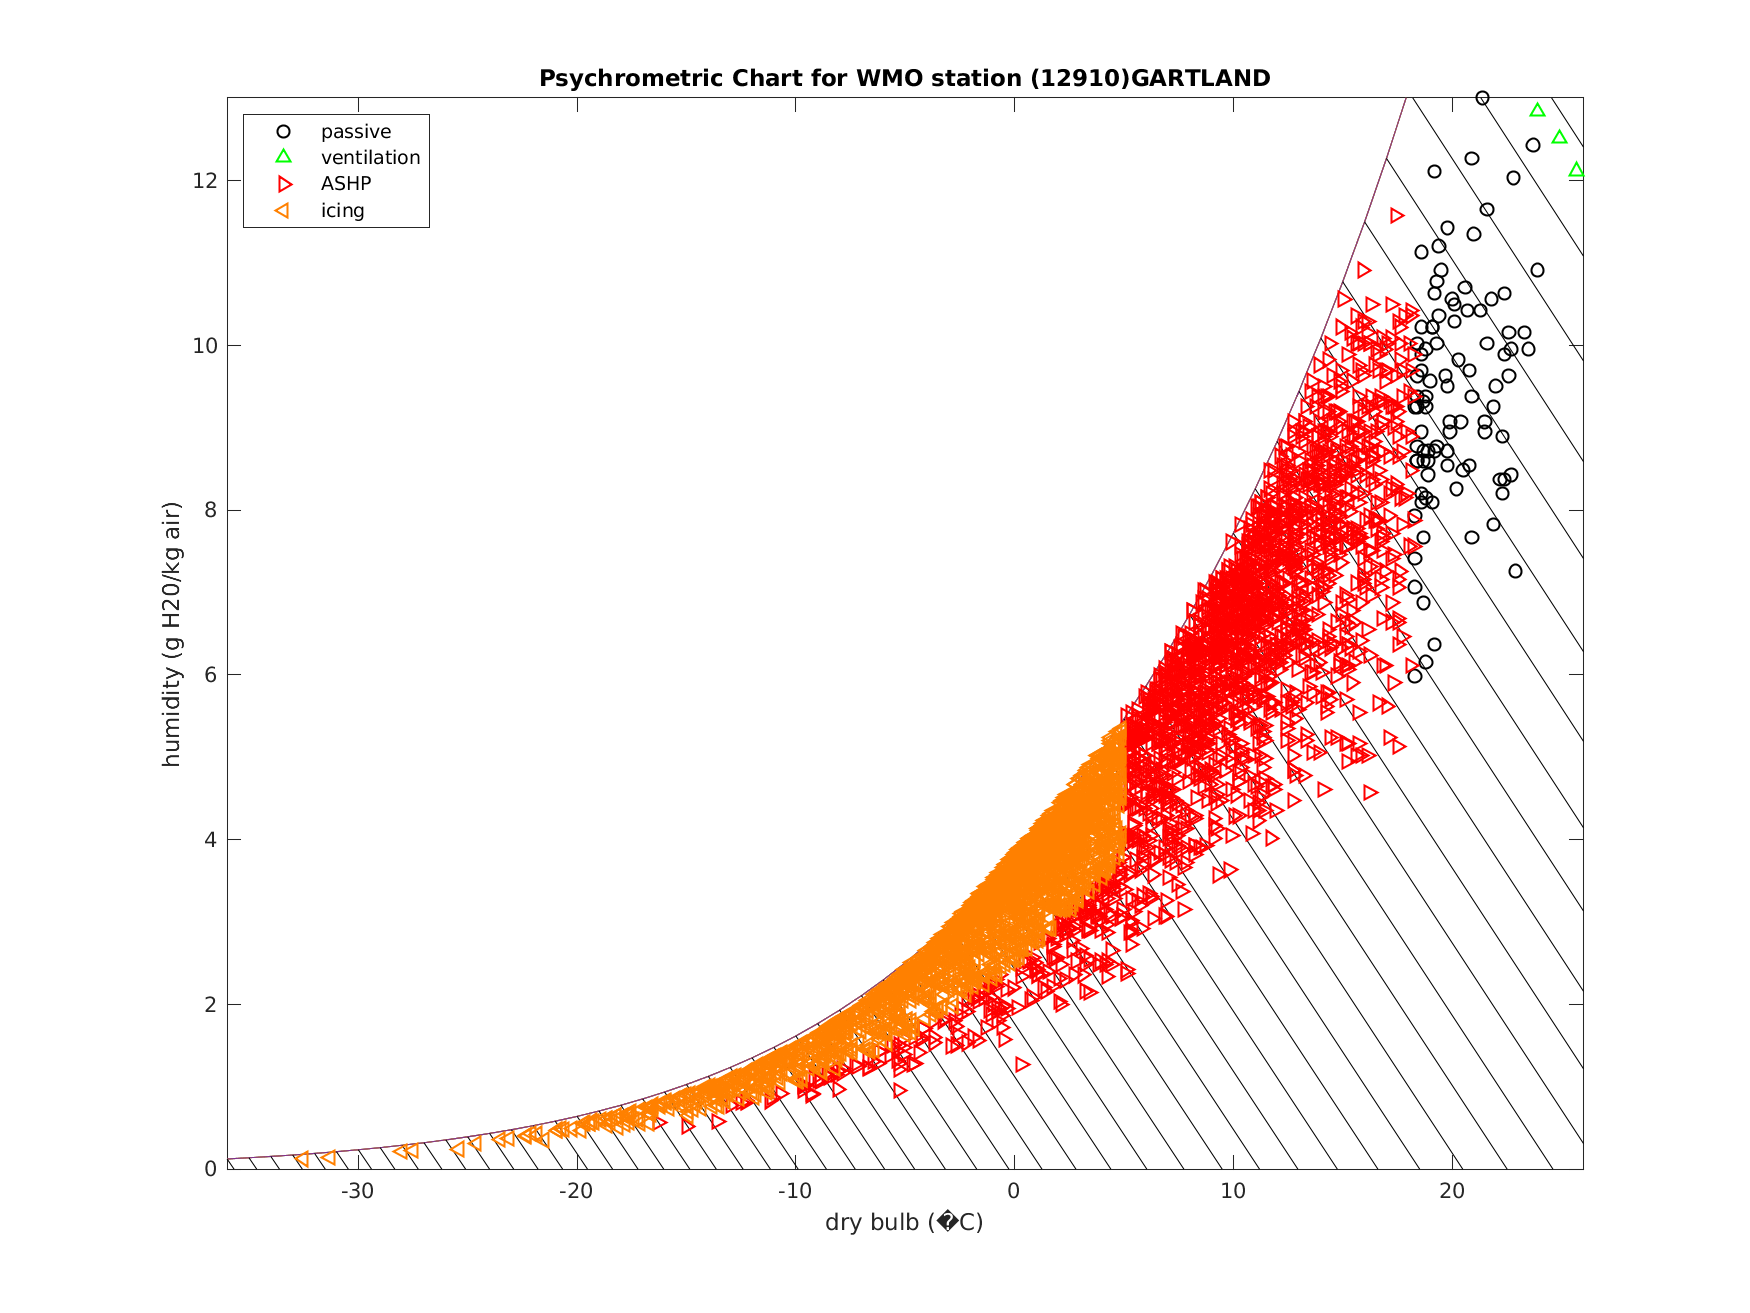 Psychrometric Chart for WMO station (12910)GARTLAND
passive
ventilation
ASHP
icing
12
10
8
6
4
2
0
humidity (g H20/kg air)
-30
-20
-10
0
10
20
dry bulb (�C)